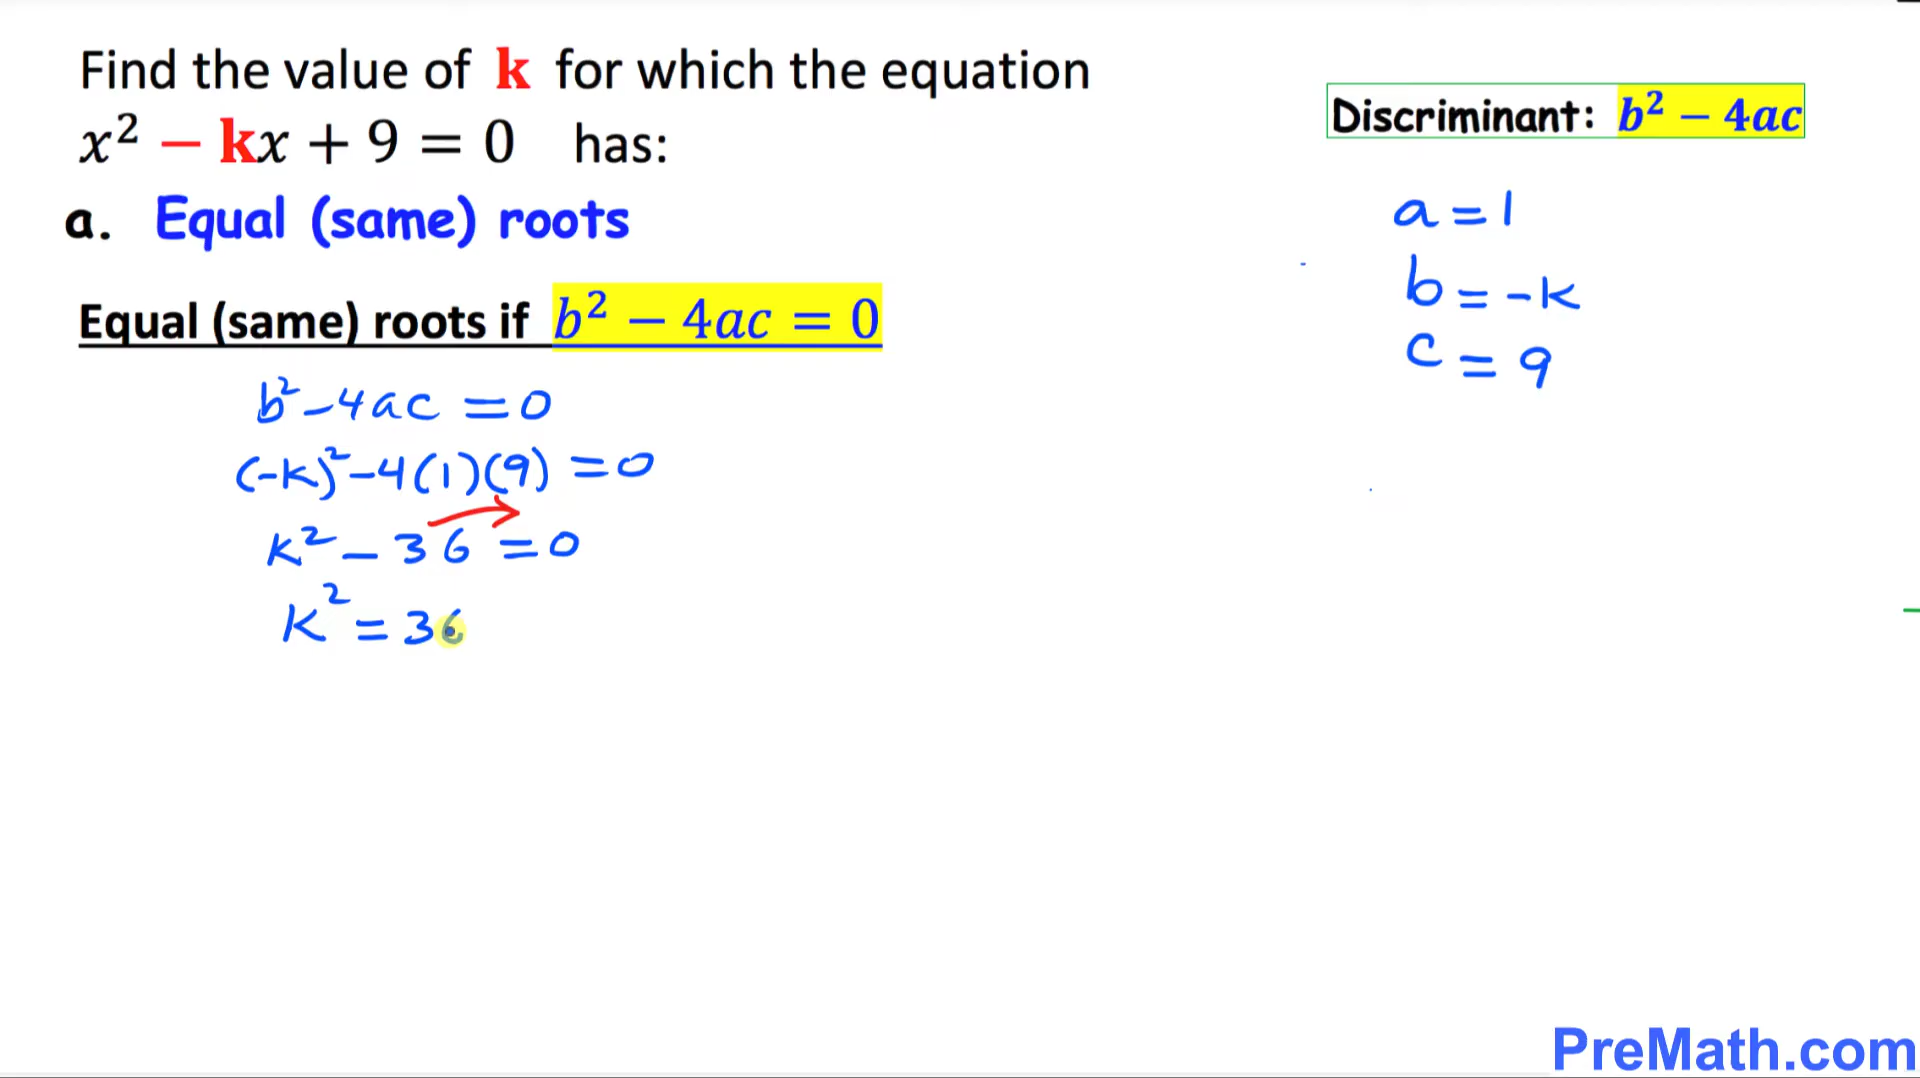 Find the value of k for which the equation
x² − kx + 9 = 0 has:
a. Equal (same) roots
Equal (same) roots if b² − 4ac = 0
b² − 4ac = 0
(-k)² − 4(1)(9) = 0
k² − 36 = 0
k² = 36
Discriminant: b² − 4ac
a = 1
b = -k
c = 9
PreMath.com